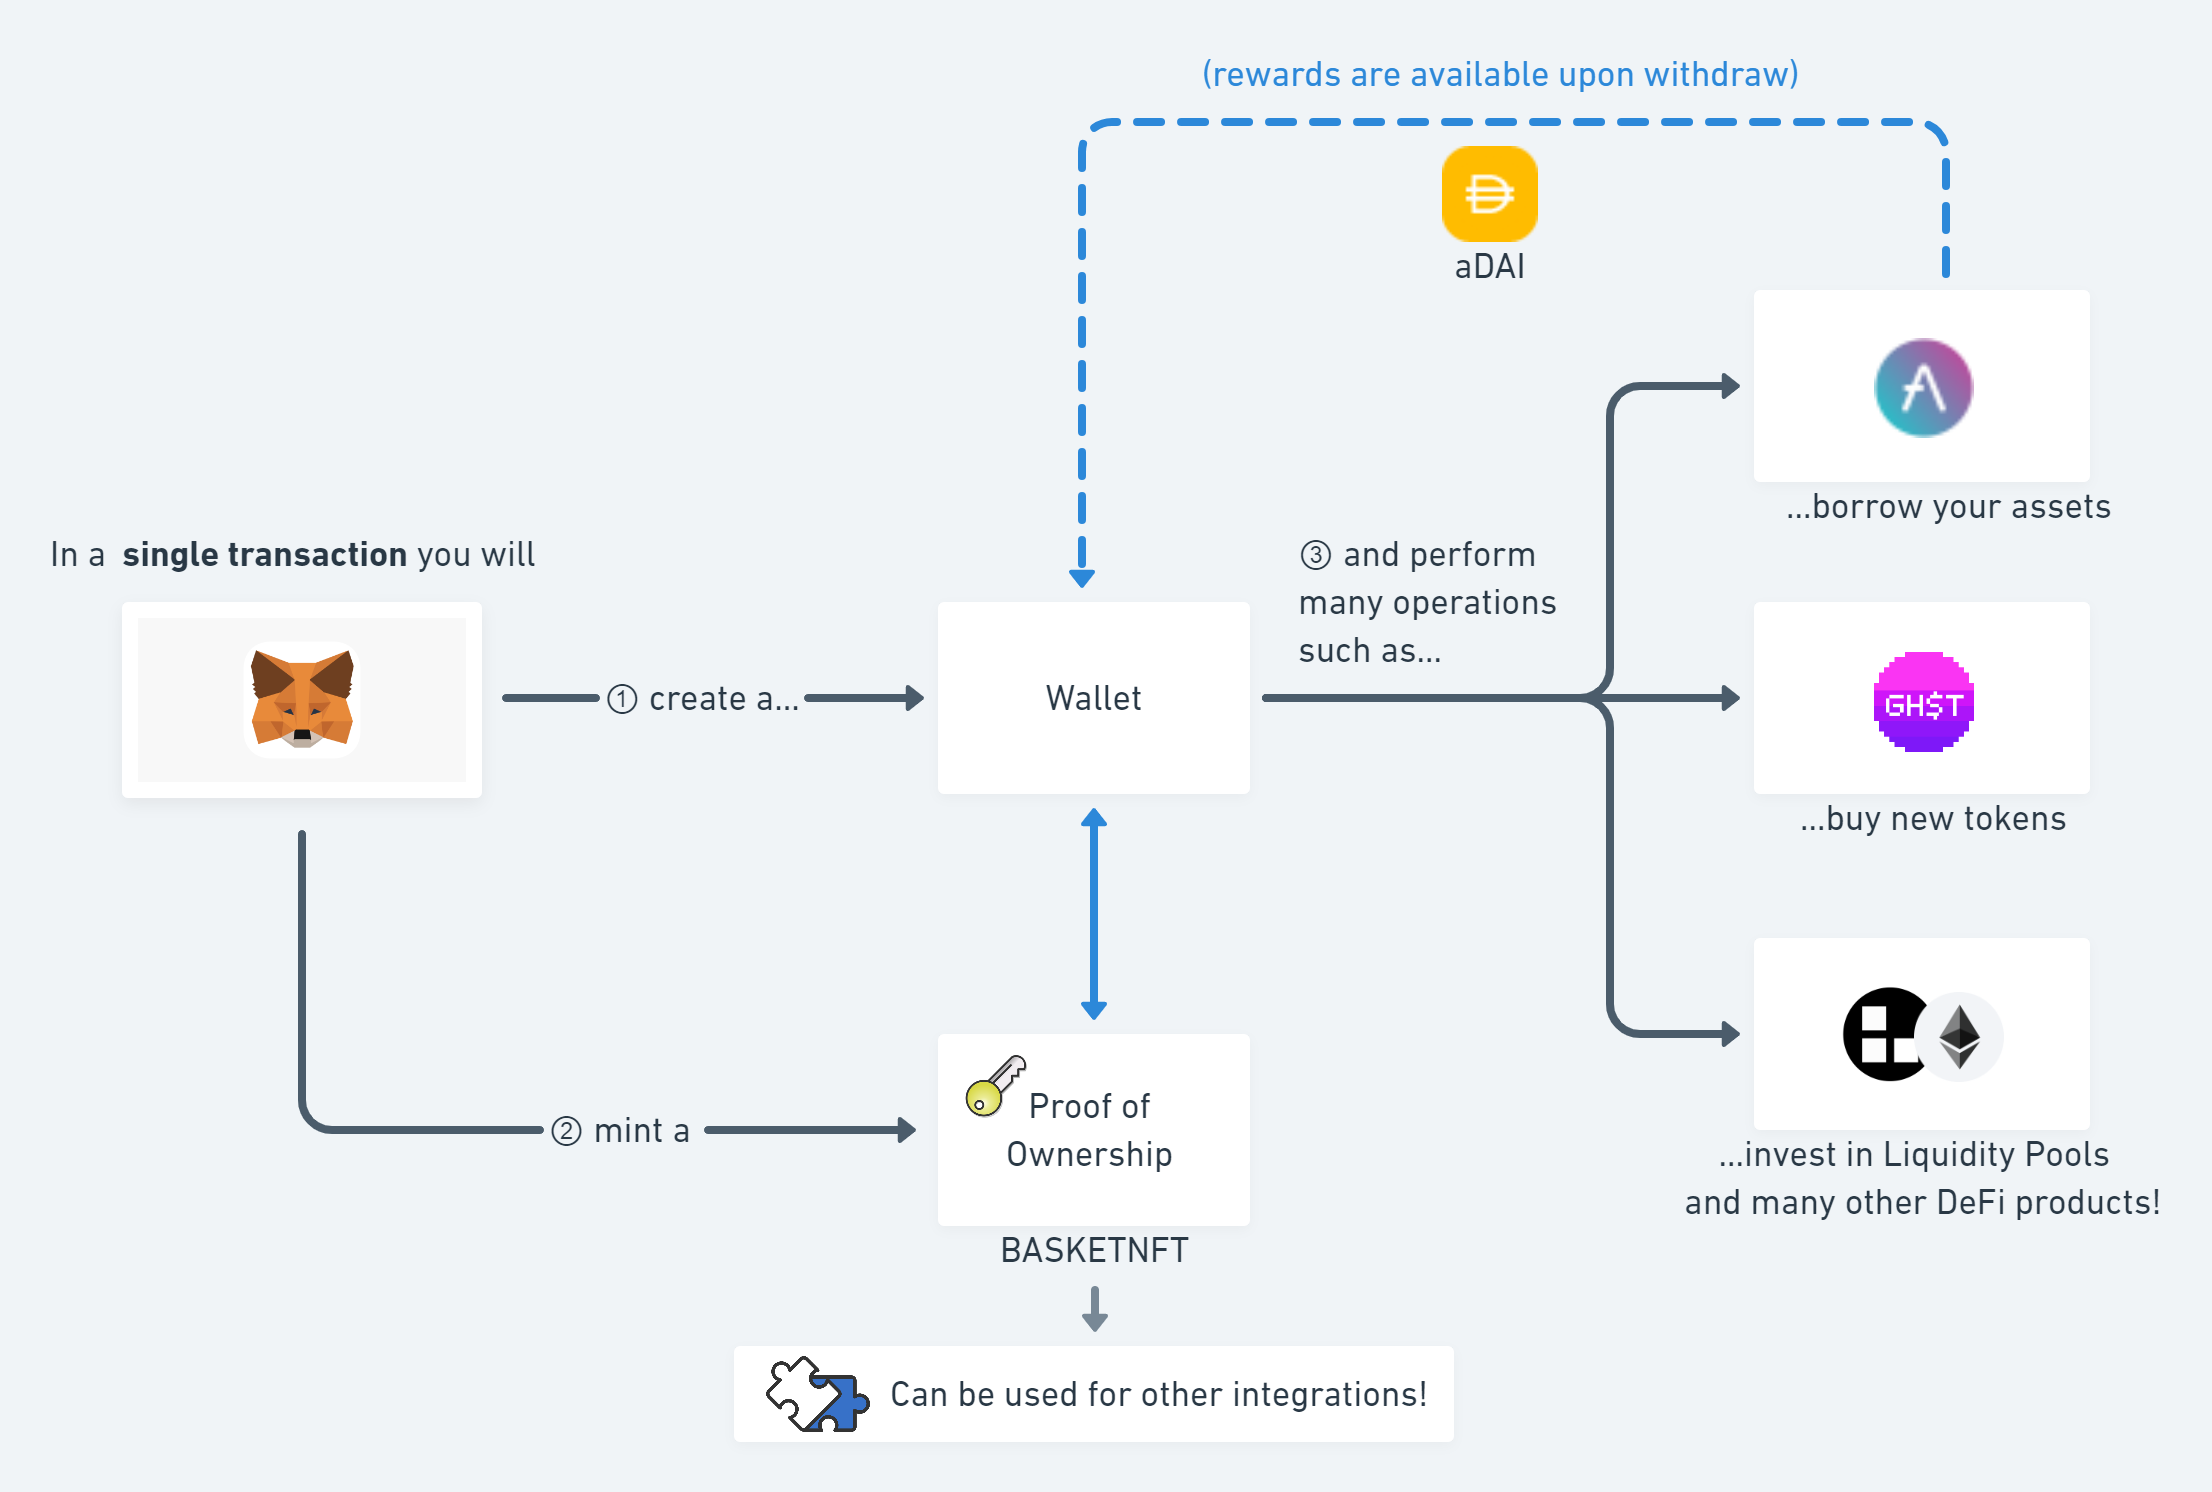 (rewards are available upon withdraw)
aDAI
...borrow your assets
In a single transaction you will
③ and perform
many operations
such as...
① create a...
Wallet
GH$T
...buy new tokens
② mint a
Proof of
Ownership
BASKETNFT
...invest in Liquidity Pools
and many other DeFi products!
Can be used for other integrations!